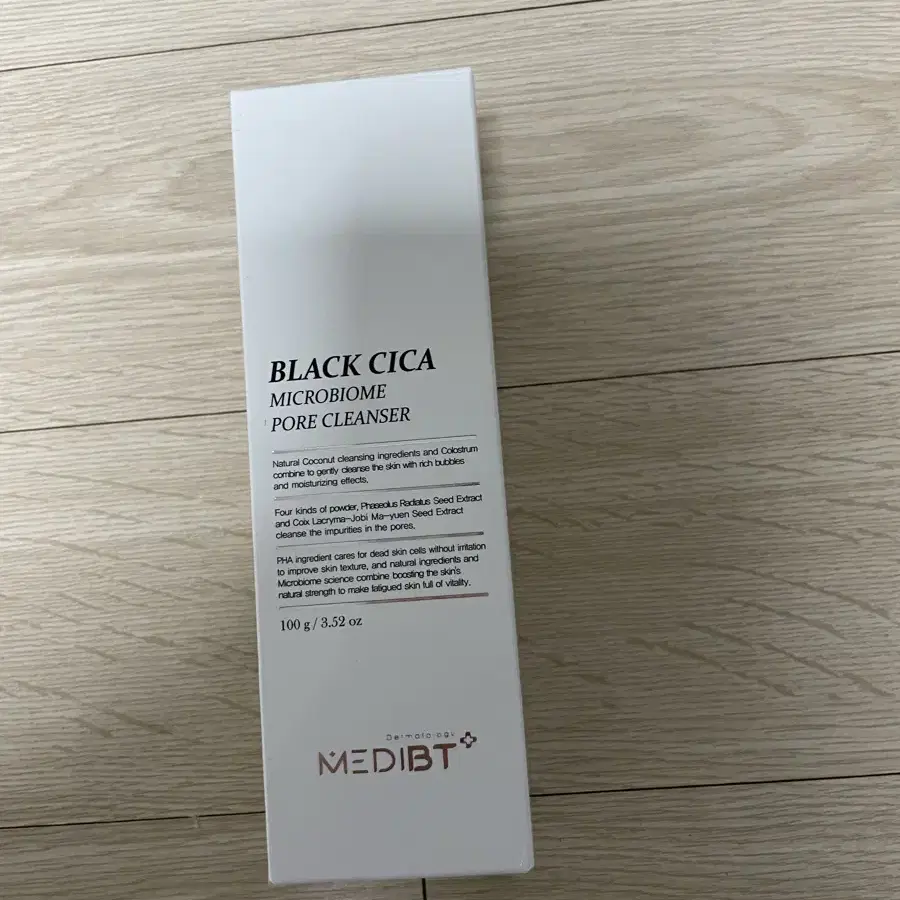 BLACK CICA
MICROBIOME
PORE CLEANSER
Natural Coconut cleansing ingredients and Colostrum
combine to gently cleanse the skin with rich bubbles
and moisturizing effects.
Four kinds of powder, Phaseolus Radiatus Seed Extract
and Coix Lacryma-Jobi Ma-yuen Seed Extract
cleanse the impurities in the pores.
PHA ingredient cares for dead skin cells without irritation
to improve skin texture, and natural ingredients and
Microbiome science combine boosting the skin's
natural strength to make fatigued skin full of vitality.
100 g / 3.52 oz
Dermatology
MEDIBT